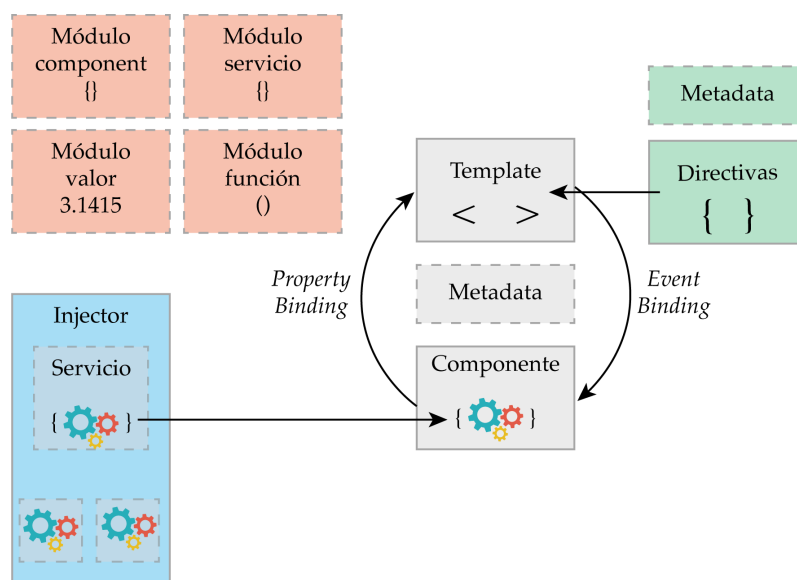 Módulo
component
{}
Módulo
servicio
{}
Módulo
valor
3.1415
Módulo
función
()
Metadata
Directivas
{ }
Template
< >
Property
Binding
Metadata
Event
Binding
Componente
{ }
Injector
Servicio
{ }